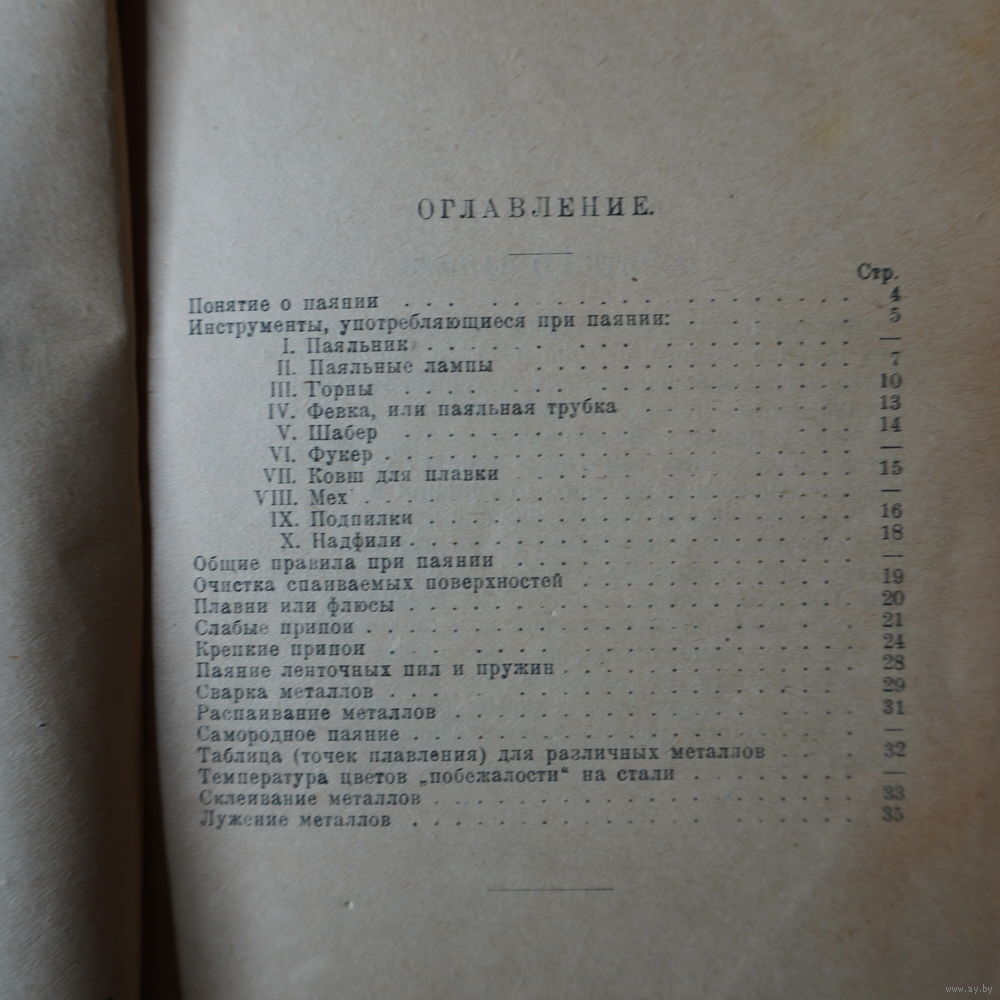 ОГЛАВЛЕНИЕ.
Стр.
Понятие о паянии . . . . . . . . . . . . . . . . 4
Инструменты, употребляющиеся при паянии: . . . . . . 5
I. Паяльник . . . . . . . . . . . . . . —
II. Паяльные лампы . . . . . . . . . . . 7
III. Торны . . . . . . . . . . . . . . . 10
IV. Февка, или паяльная трубка . . . . . . . 13
V. Шабер . . . . . . . . . . . . . . . 14
VI. Фукер . . . . . . . . . . . . . . . —
VII. Ковш для плавки . . . . . . . . . . . 15
VIII. Мех . . . . . . . . . . . . . . . . —
IX. Подпилки . . . . . . . . . . . . . . 16
X. Надфили . . . . . . . . . . . . . . . 18
Общие правила при паянии . . . . . . . . . . . —
Очистка спаиваемых поверхностей . . . . . . . . . 19
Плавни или флюсы . . . . . . . . . . . . . . 20
Слабые припои . . . . . . . . . . . . . . . . 21
Крепкие припои . . . . . . . . . . . . . . . 24
Паяние ленточных пил и пружин . . . . . . . . . . 28
Сварка металлов . . . . . . . . . . . . . . . 29
Распаивание металлов . . . . . . . . . . . . . 31
Самородное паяние . . . . . . . . . . . . . . —
Таблица (точек плавления) для различных металлов . . . 32
Температура цветов „побежалости“ на стали . . . . . . —
Склеивание металлов . . . . . . . . . . . . . 33
Лужение металлов . . . . . . . . . . . . . . 35
www.ay.by